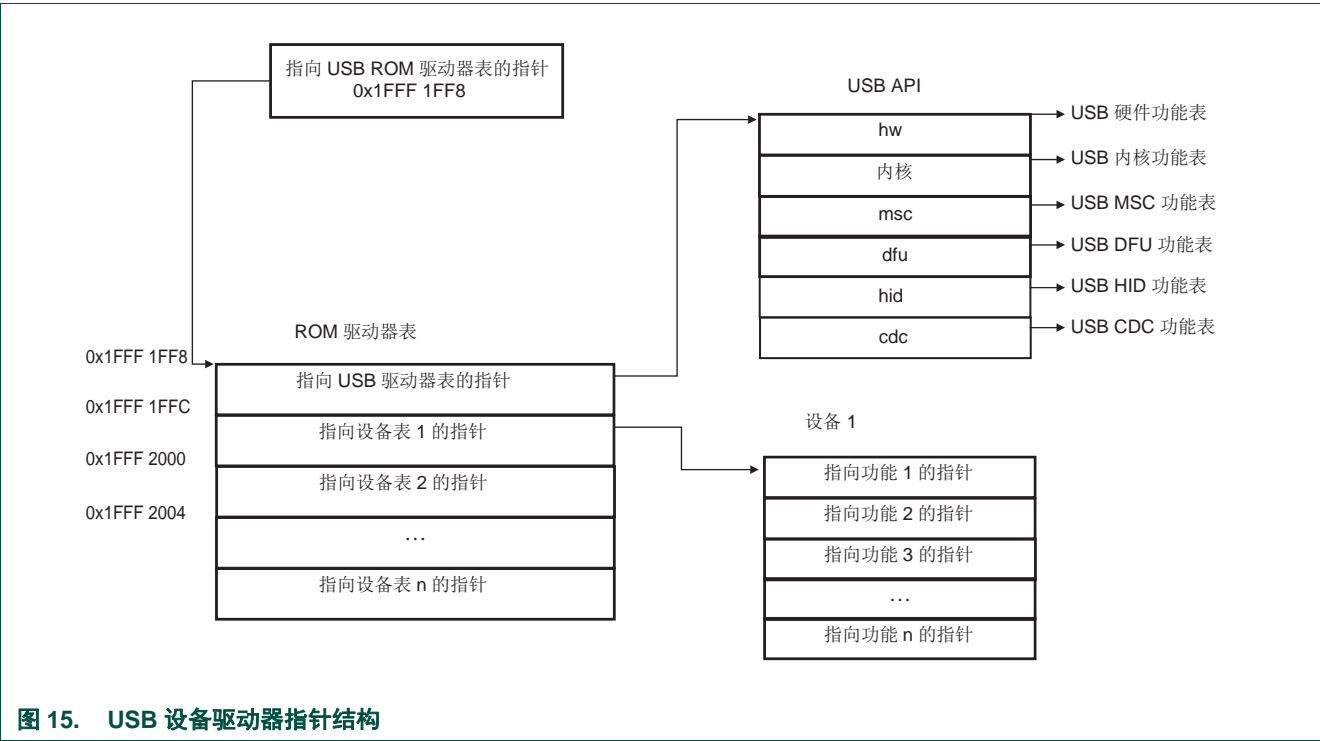 指向 USB ROM 驱动器表的指针
0x1FFF 1FF8
USB API
hw
内核
msc
dfu
hid
cdc
USB 硬件功能表
USB 内核功能表
USB MSC 功能表
USB DFU 功能表
USB HID 功能表
USB CDC 功能表
ROM 驱动器表
0x1FFF 1FF8
0x1FFF 1FFC
0x1FFF 2000
0x1FFF 2004
指向 USB 驱动器表的指针
指向设备表 1 的指针
指向设备表 2 的指针
…
指向设备表 n 的指针
设备 1
指向功能 1 的指针
指向功能 2 的指针
指向功能 3 的指针
…
指向功能 n 的指针
图 15. USB 设备驱动器指针结构